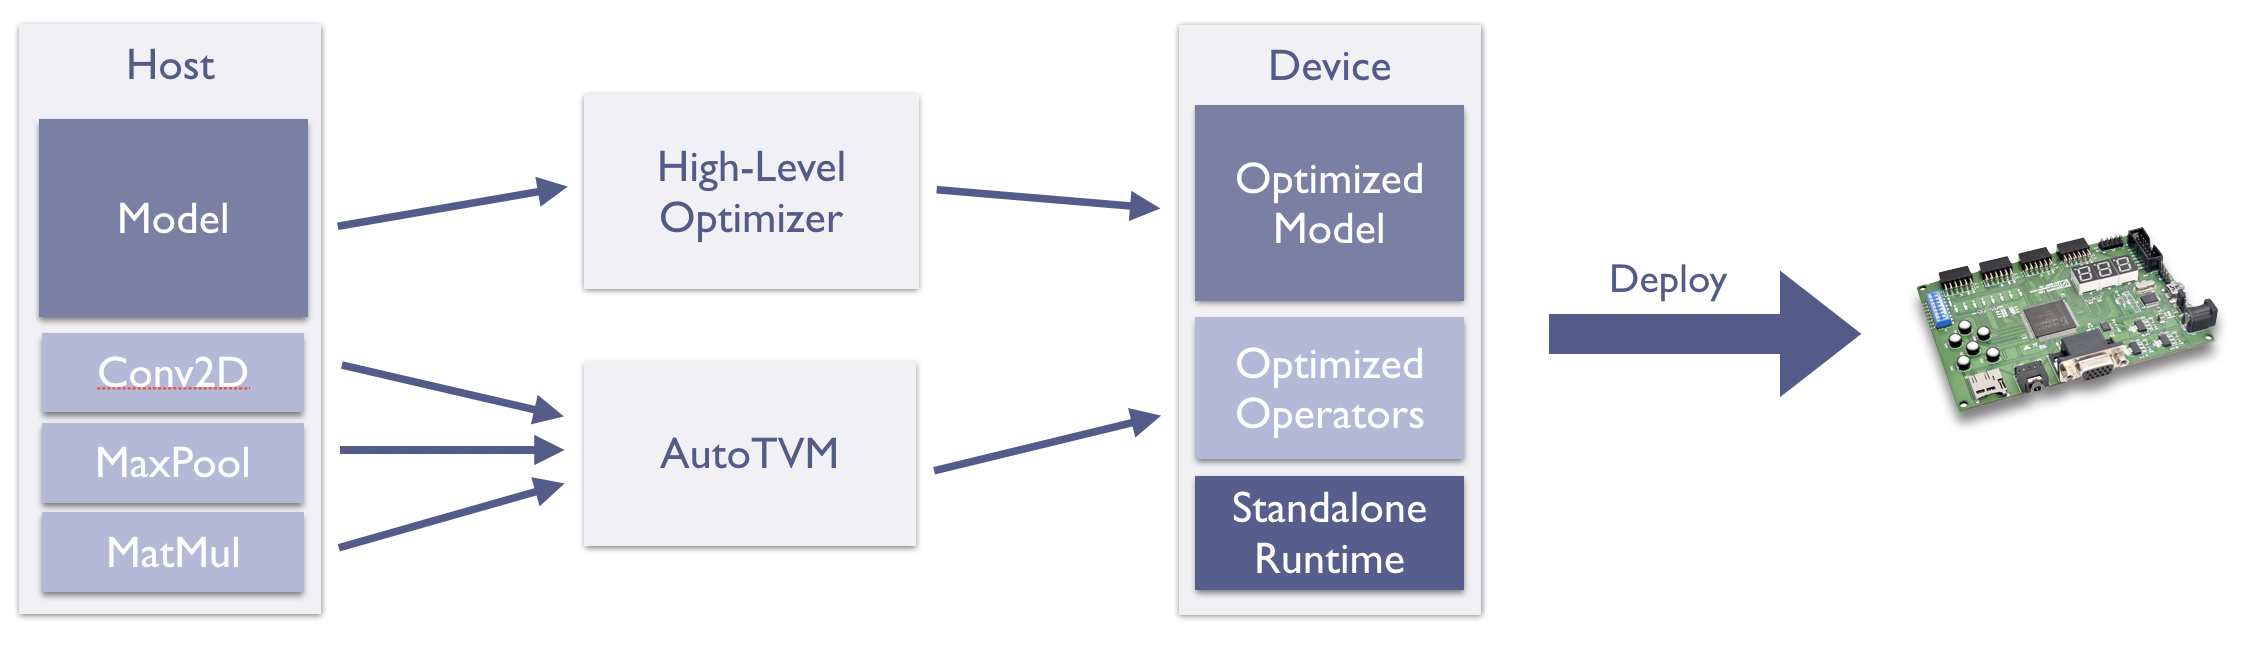 Host
Model
Conv2D
MaxPool
MatMul
High-Level
Optimizer
AutoTVM
Device
Optimized
Model
Optimized
Operators
Standalone
Runtime
Deploy